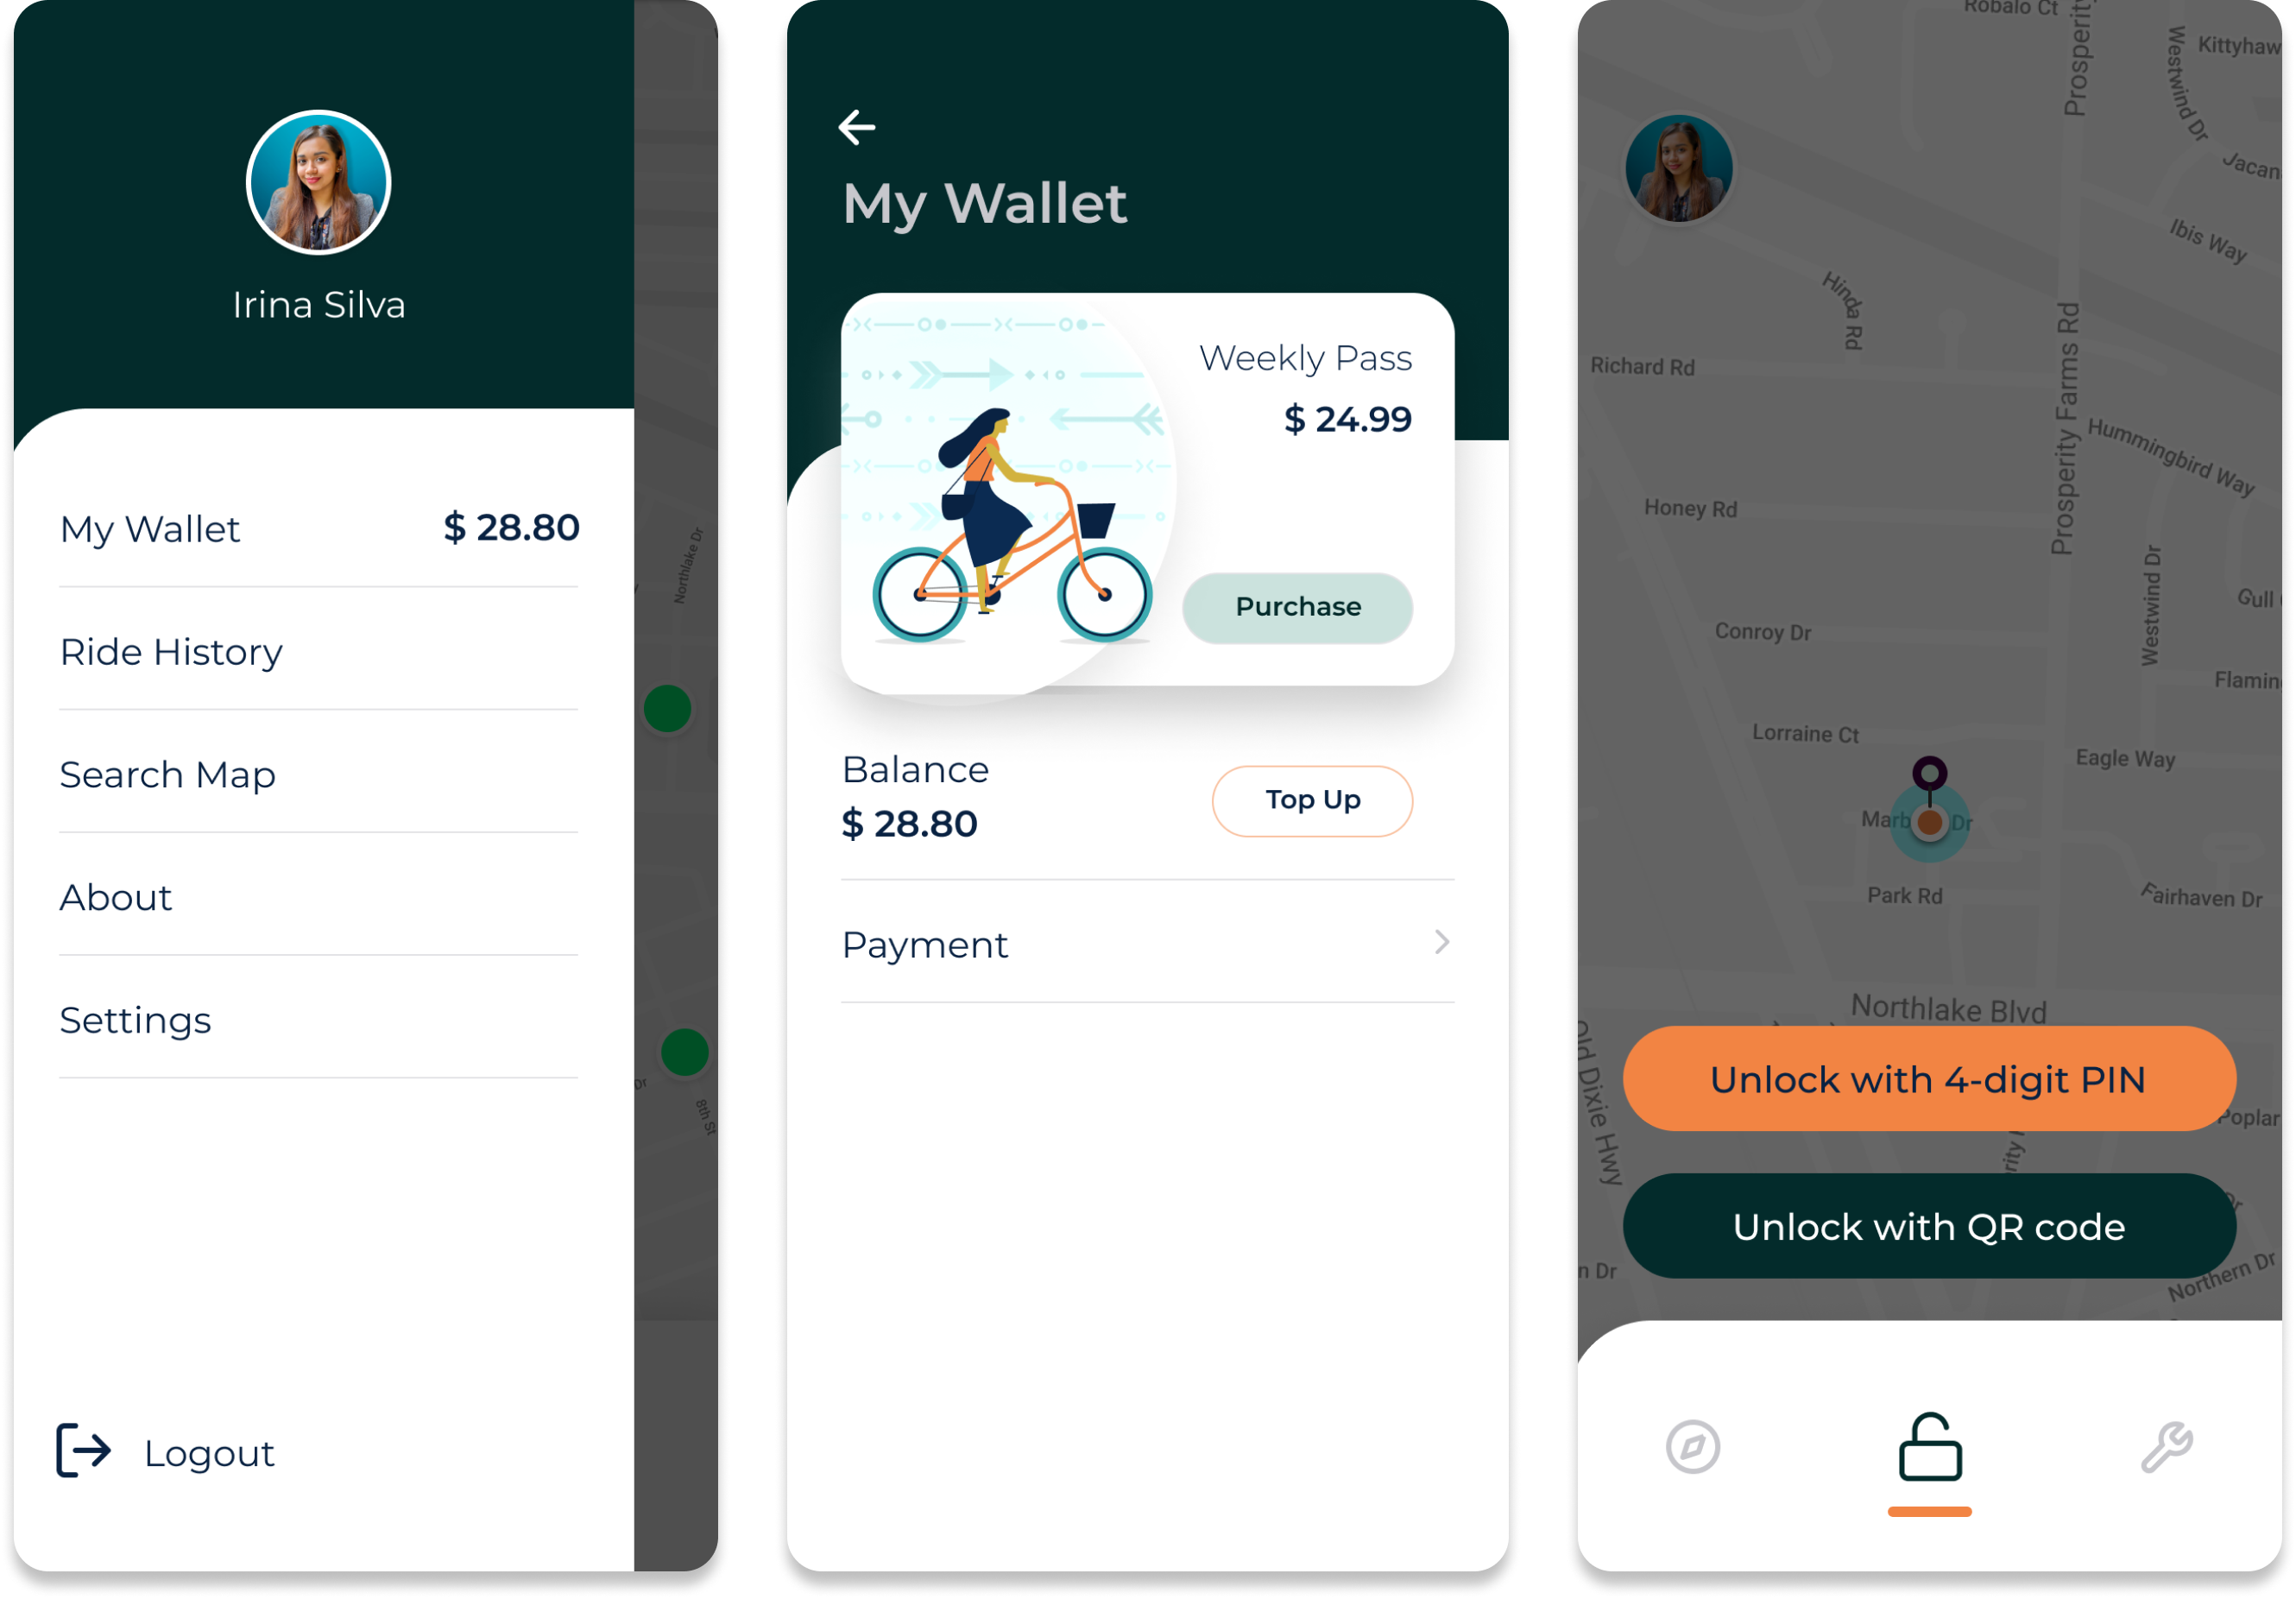 Irina Silva
My Wallet $ 28.80
Ride History
Search Map
About
Settings
Logout
Northlake Dr
Dr
8th St
My Wallet
Weekly Pass
$ 24.99
Purchase
Balance
$ 28.80
Top Up
Payment
Robalo Ct
Prosperity
Westwind Dr
Kittyhaw
Jacan
Ibis Way
Hinda Rd
Richard Rd
Prosperity Farms Rd
Hummingbird Way
Honey Rd
Westwind Dr
Gull
Conroy Dr
Flamin
Lorraine Ct
Eagle Way
Marb Dr
Park Rd
Fairhaven Dr
Northlake Blvd
Old Dixie Hwy
Unlock with 4-digit PIN
Poplar
rity
Unlock with QR code
Dr
n Dr
Northern Dr